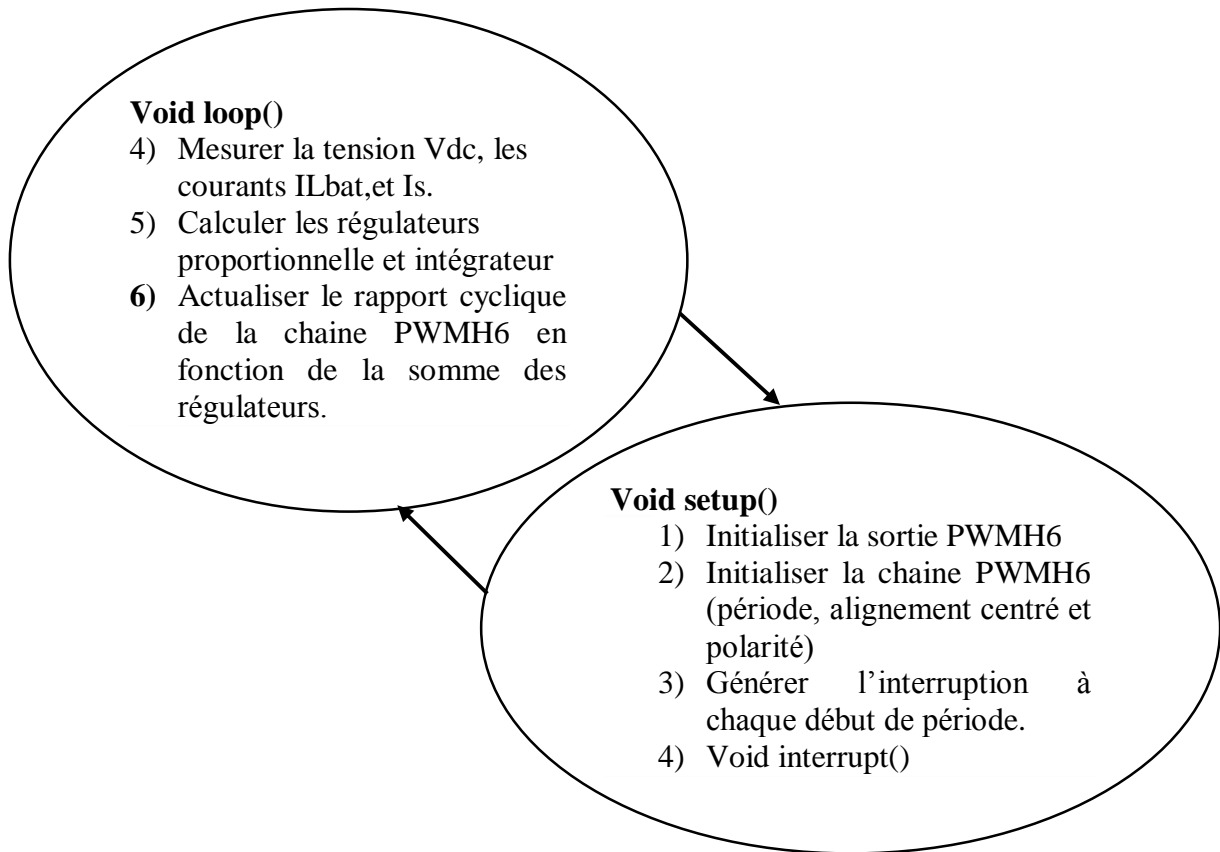 Void loop()
4) Mesurer la tension Vdc, les
courants ILbat,et Is.
5) Calculer les régulateurs
proportionnelle et intégrateur
6) Actualiser le rapport cyclique
de la chaine PWMH6 en
fonction de la somme des
régulateurs.
Void setup()
1) Initialiser la sortie PWMH6
2) Initialiser la chaine PWMH6
(période, alignement centré et
polarité)
3) Générer l’interruption à
chaque début de période.
4) Void interrupt()